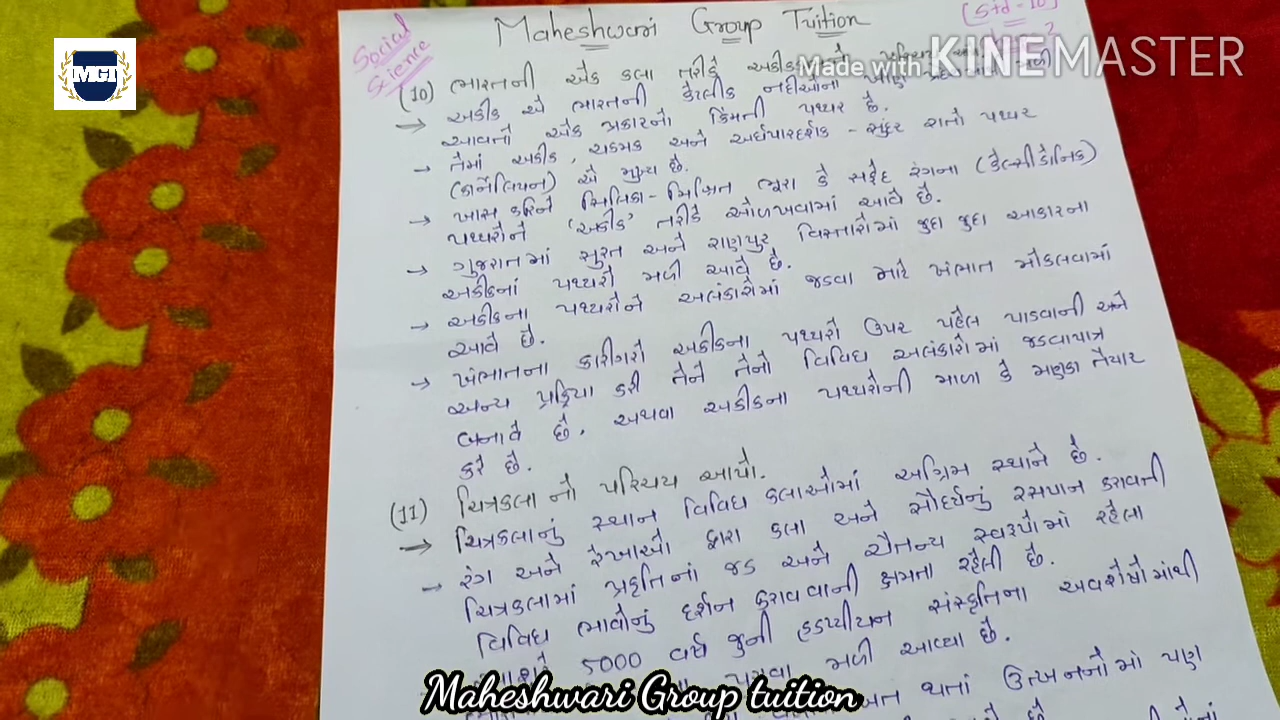 Maheshwari Group Tuition
(Std - 10)
Social
Science
MGI
Made with KINEMASTER
(10) ભારતની એક કલા તરીકે
→ અકીક એ ભારતની કેટલીક નદીઓના
આવતો એક પ્રકારનો કિંમતી પથ્થર છે.
→ તેમાં અકીક, ચકમક અને અર્ધપારદર્શક - સુંદર રાતો પથ્થર
(કાર્નેલિયન) એ મુખ્ય છે.
→ ખાસ કરીને સિલિકા - મિશ્રિત ભૂરા કે સફેદ રંગના (કેલ્સીડોનિક)
પથ્થરોને 'અકીક' તરીકે ઓળખવામાં આવે છે.
→ ગુજરાતમાં સુરત અને રાણપુર વિસ્તારોમાં જુદા જુદા આકારના
અકીકનાં પથ્થરો મળી આવે છે.
→ અકીકના પથ્થરોને અલંકારોમાં જડવા માટે ખંભાત મોકલવામાં
આવે છે.
→ ખંભાતના કારીગરો અકીકના પથ્થરો ઉપર પહેલ પાડવાની અને
અન્ય પ્રક્રિયા કરી તેને તેનો વિવિધ અલંકારોમાં જડવાપાત્ર
બનાવે છે. અથવા અકીકના પથ્થરોની માળા કે મણકા તૈયાર
કરે છે.
(11) ચિત્રકલા નો પરિચય આપો.
→ ચિત્રકલાનું સ્થાન વિવિધ કલાઓમાં અગ્રિમ સ્થાને છે.
→ રંગ અને રેખાઓ દ્વારા કલા અને સૌંદર્યનું રસપાન કરાવતી
ચિત્રકલામાં પ્રકૃતિનાં જડ અને ચૈતન્ય સ્વરૂપોમાં રહેલા
વિવિધ ભાવોનું દર્શન કરાવવાની ક્ષમતા રહેલી છે.
5000 વર્ષ જુની હડપ્પીયન સંસ્કૃતિના અવશેષોમાંથી
મળી આવ્યા છે.
થતાં ઉત્ખનનોમાં પણ
Maheshwari Group tuition